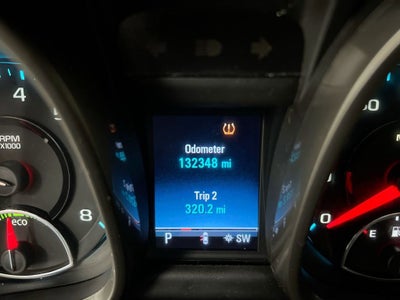 4
RPM
X1000
8
eco
Odometer
132348 mi
Trip 2
320.2 mi
P
SW
0
E